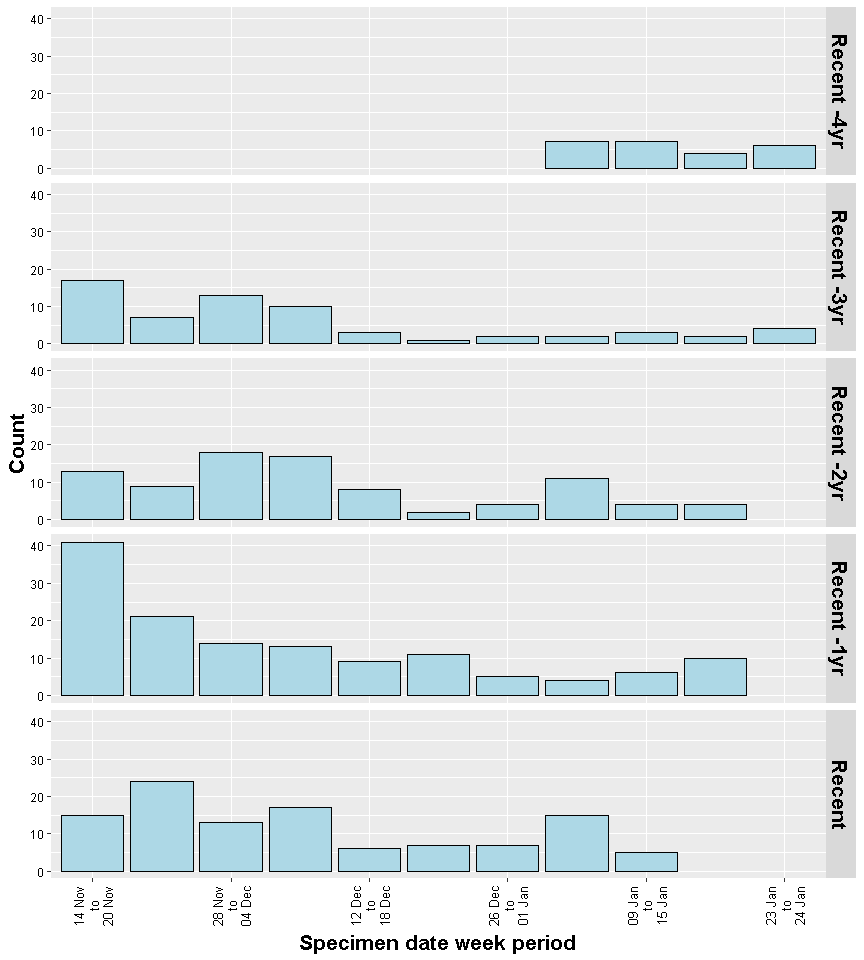 40
30
20
10
0
Recent -4yr
40
30
20
10
0
Recent -3yr
40
30
20
10
0
Recent -2yr
40
30
20
10
0
Recent -1yr
40
30
20
10
0
Recent
Count
14 Nov
to
20 Nov
28 Nov
to
04 Dec
12 Dec
to
18 Dec
26 Dec
to
01 Jan
09 Jan
to
15 Jan
23 Jan
to
24 Jan
Specimen date week period